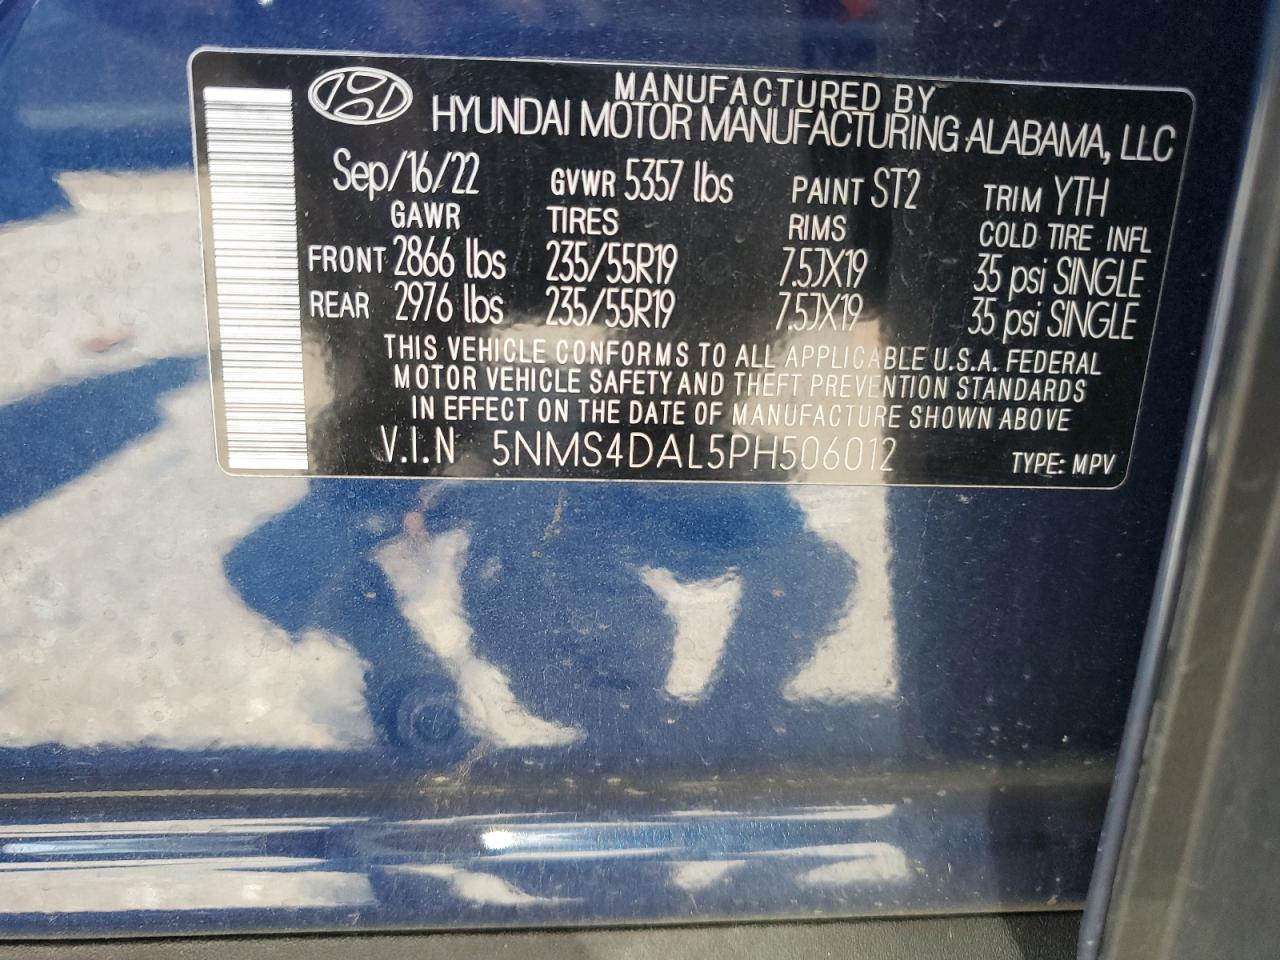 MANUFACTURED BY
HYUNDAI MOTOR MANUFACTURING ALABAMA, LLC
Sep/16/22 GVWR 5357 lbs PAINT ST2 TRIM YTH
GAWR TIRES RIMS COLD TIRE INFL
FRONT 2866 lbs 235/55R19 7.5JX19 35 psi SINGLE
REAR 2976 lbs 235/55R19 7.5JX19 35 psi SINGLE
THIS VEHICLE CONFORMS TO ALL APPLICABLE U.S.A. FEDERAL
MOTOR VEHICLE SAFETY AND THEFT PREVENTION STANDARDS
IN EFFECT ON THE DATE OF MANUFACTURE SHOWN ABOVE
V.I.N 5NMS4DAL5PH506012 TYPE: MPV